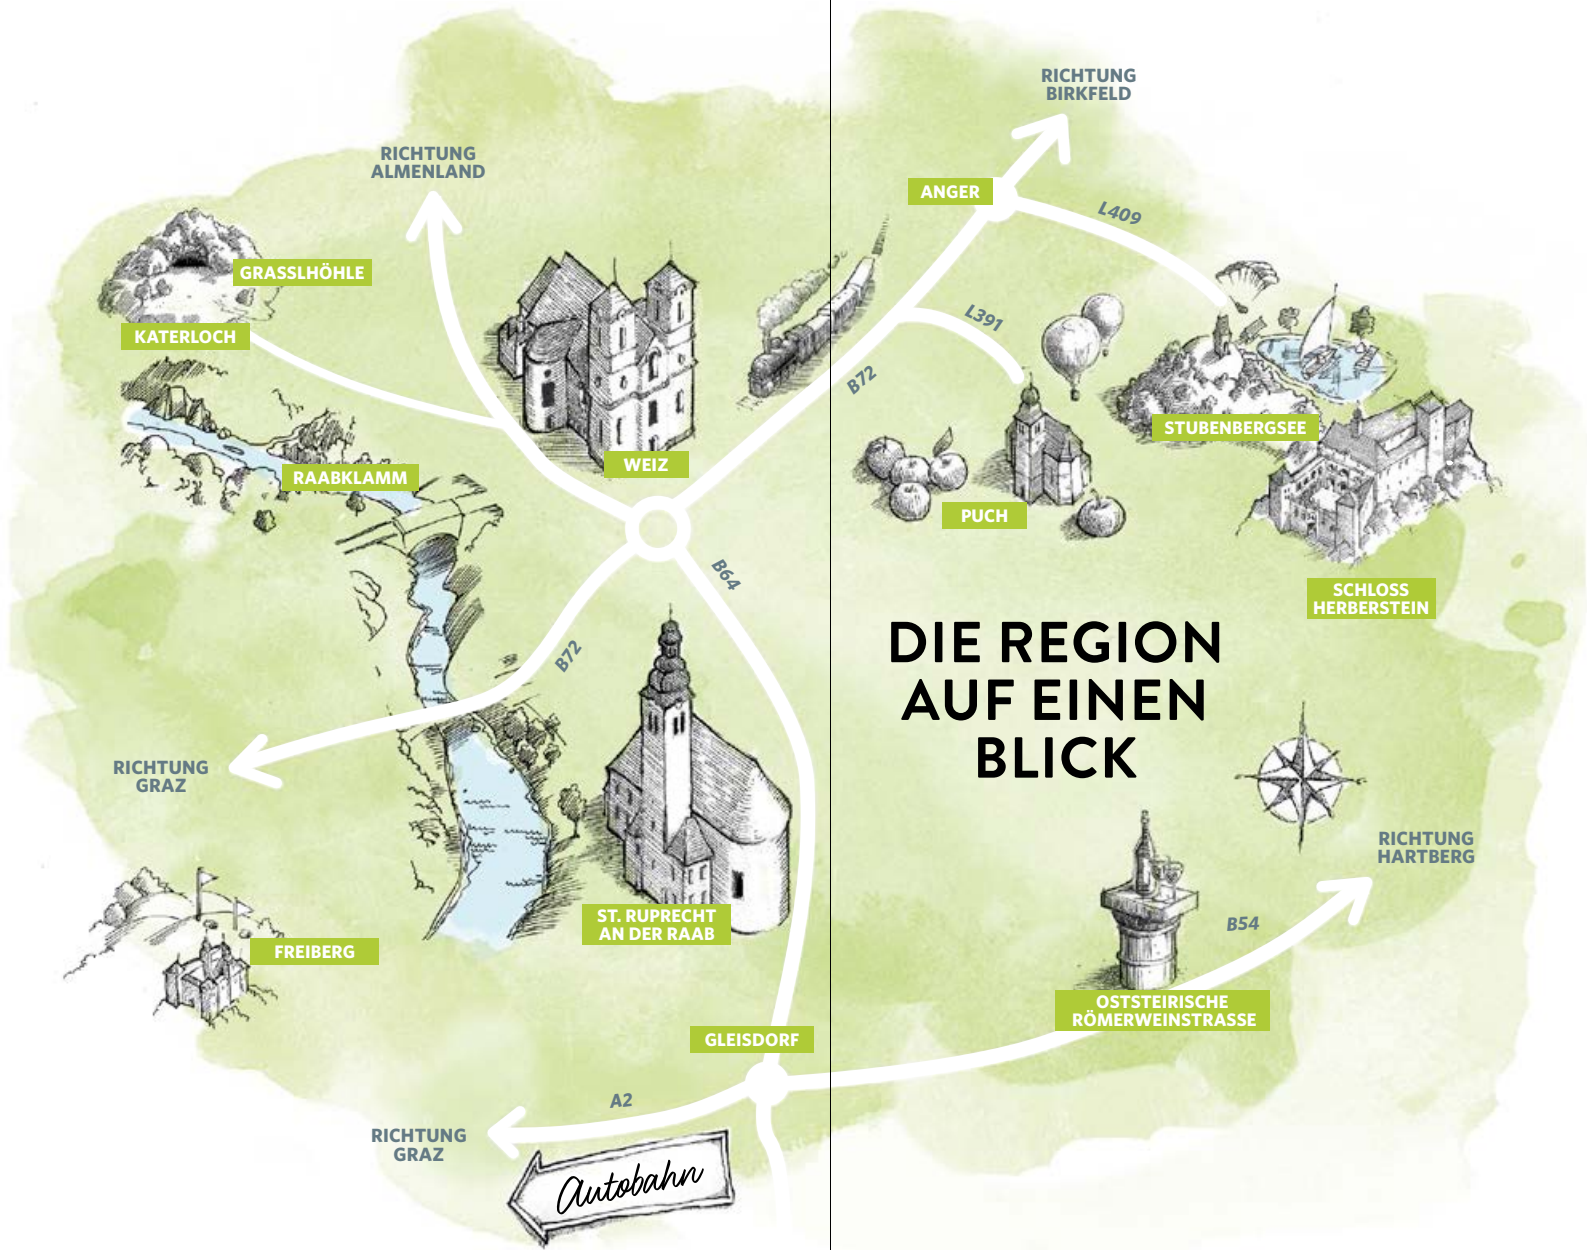 RICHTUNG
BIRKFELD
RICHTUNG
ALMENLAND
ANGER
L409
GRASSLHÖHLE
KATERLOCH
L391
B72
STUBENBERGSEE
WEIZ
RAABKLAMM
PUCH
B64
SCHLOSS
HERBERSTEIN
DIE REGION
AUF EINEN
BLICK
B72
RICHTUNG
GRAZ
RICHTUNG
HARTBERG
ST. RUPRECHT
AN DER RAAB
B54
FREIBERG
OSTSTEIRISCHE
RÖMERWEINSTRASSE
GLEISDORF
A2
RICHTUNG
GRAZ
Autobahn